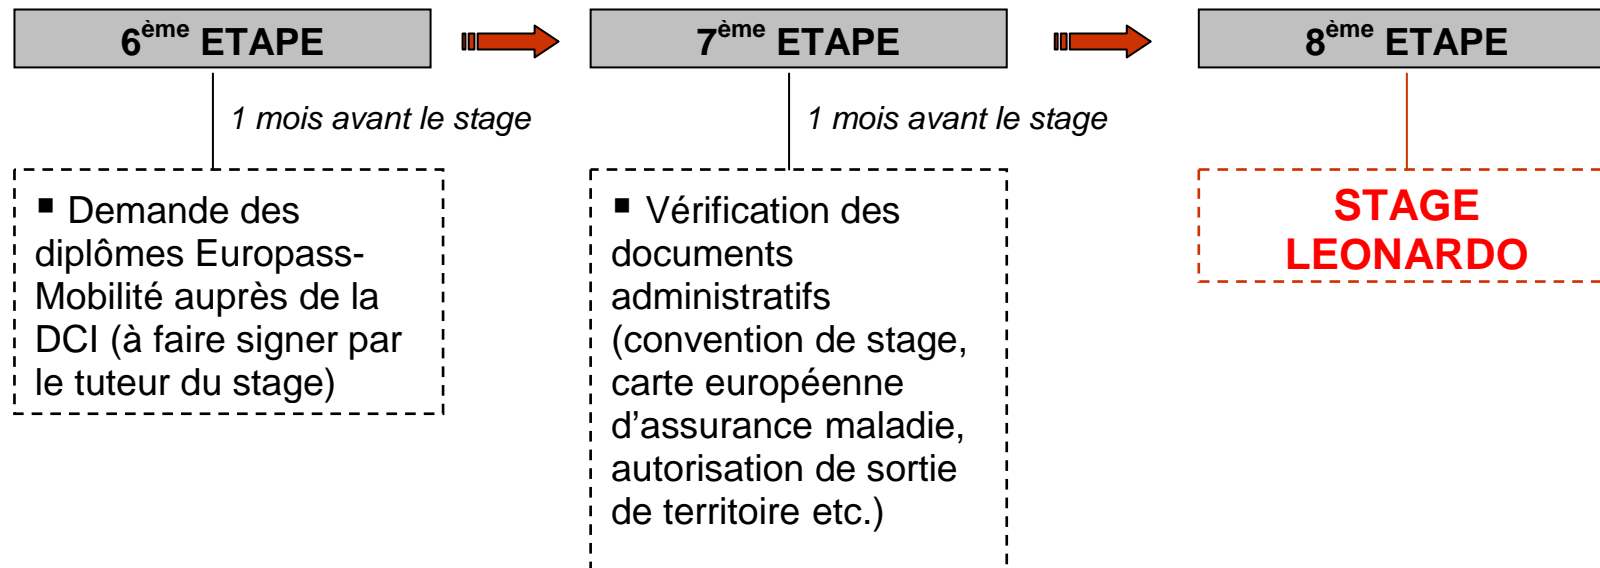 6ème ETAPE
7ème ETAPE
8ème ETAPE
1 mois avant le stage
1 mois avant le stage
▪ Demande des
diplômes Europass-
Mobilité auprès de la
DCI (à faire signer par
le tuteur du stage)
▪ Vérification des
documents
administratifs
(convention de stage,
carte européenne
d’assurance maladie,
autorisation de sortie
de territoire etc.)
STAGE
LEONARDO